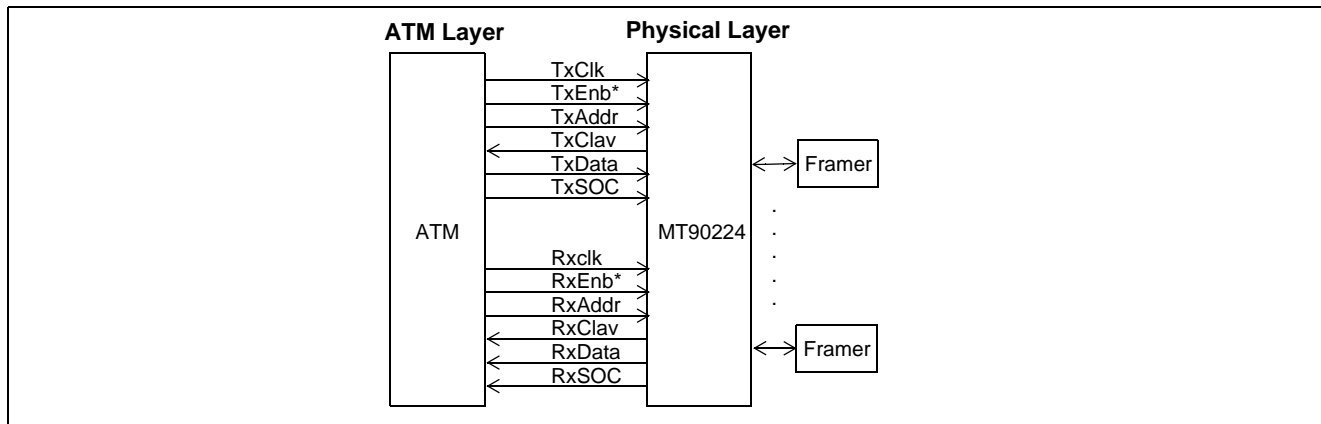 ATM Layer
Physical Layer
TxClk
TxEnb*
TxAddr
TxClav
TxData
TxSOC
ATM
MT90224
Framer
Rxclk
RxEnb*
RxAddr
RxClav
RxData
RxSOC
Framer